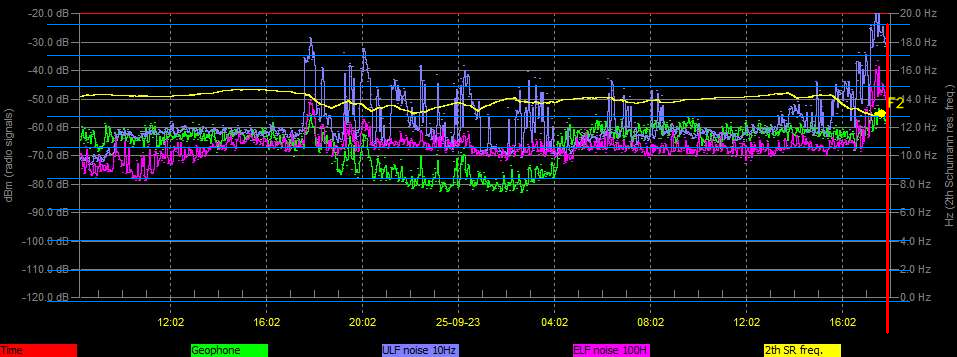 -20.0 dB
-30.0 dB
-40.0 dB
-50.0 dB
-60.0 dB
-70.0 dB
-80.0 dB
-90.0 dB
-100.0 dB
-110.0 dB
-120.0 dB
dBm (radio signals)
20.0 Hz
18.0 Hz
16.0 Hz
14.0 Hz
12.0 Hz
10.0 Hz
8.0 Hz
6.0 Hz
4.0 Hz
2.0 Hz
0.0 Hz
Hz (2th Schumann res. freq.)
F2
12:02 16:02 20:02 25-09-23 04:02 08:02 12:02 16:02
Time Geophone ULF noise 10Hz ELF noise 100H 2th SR freq.